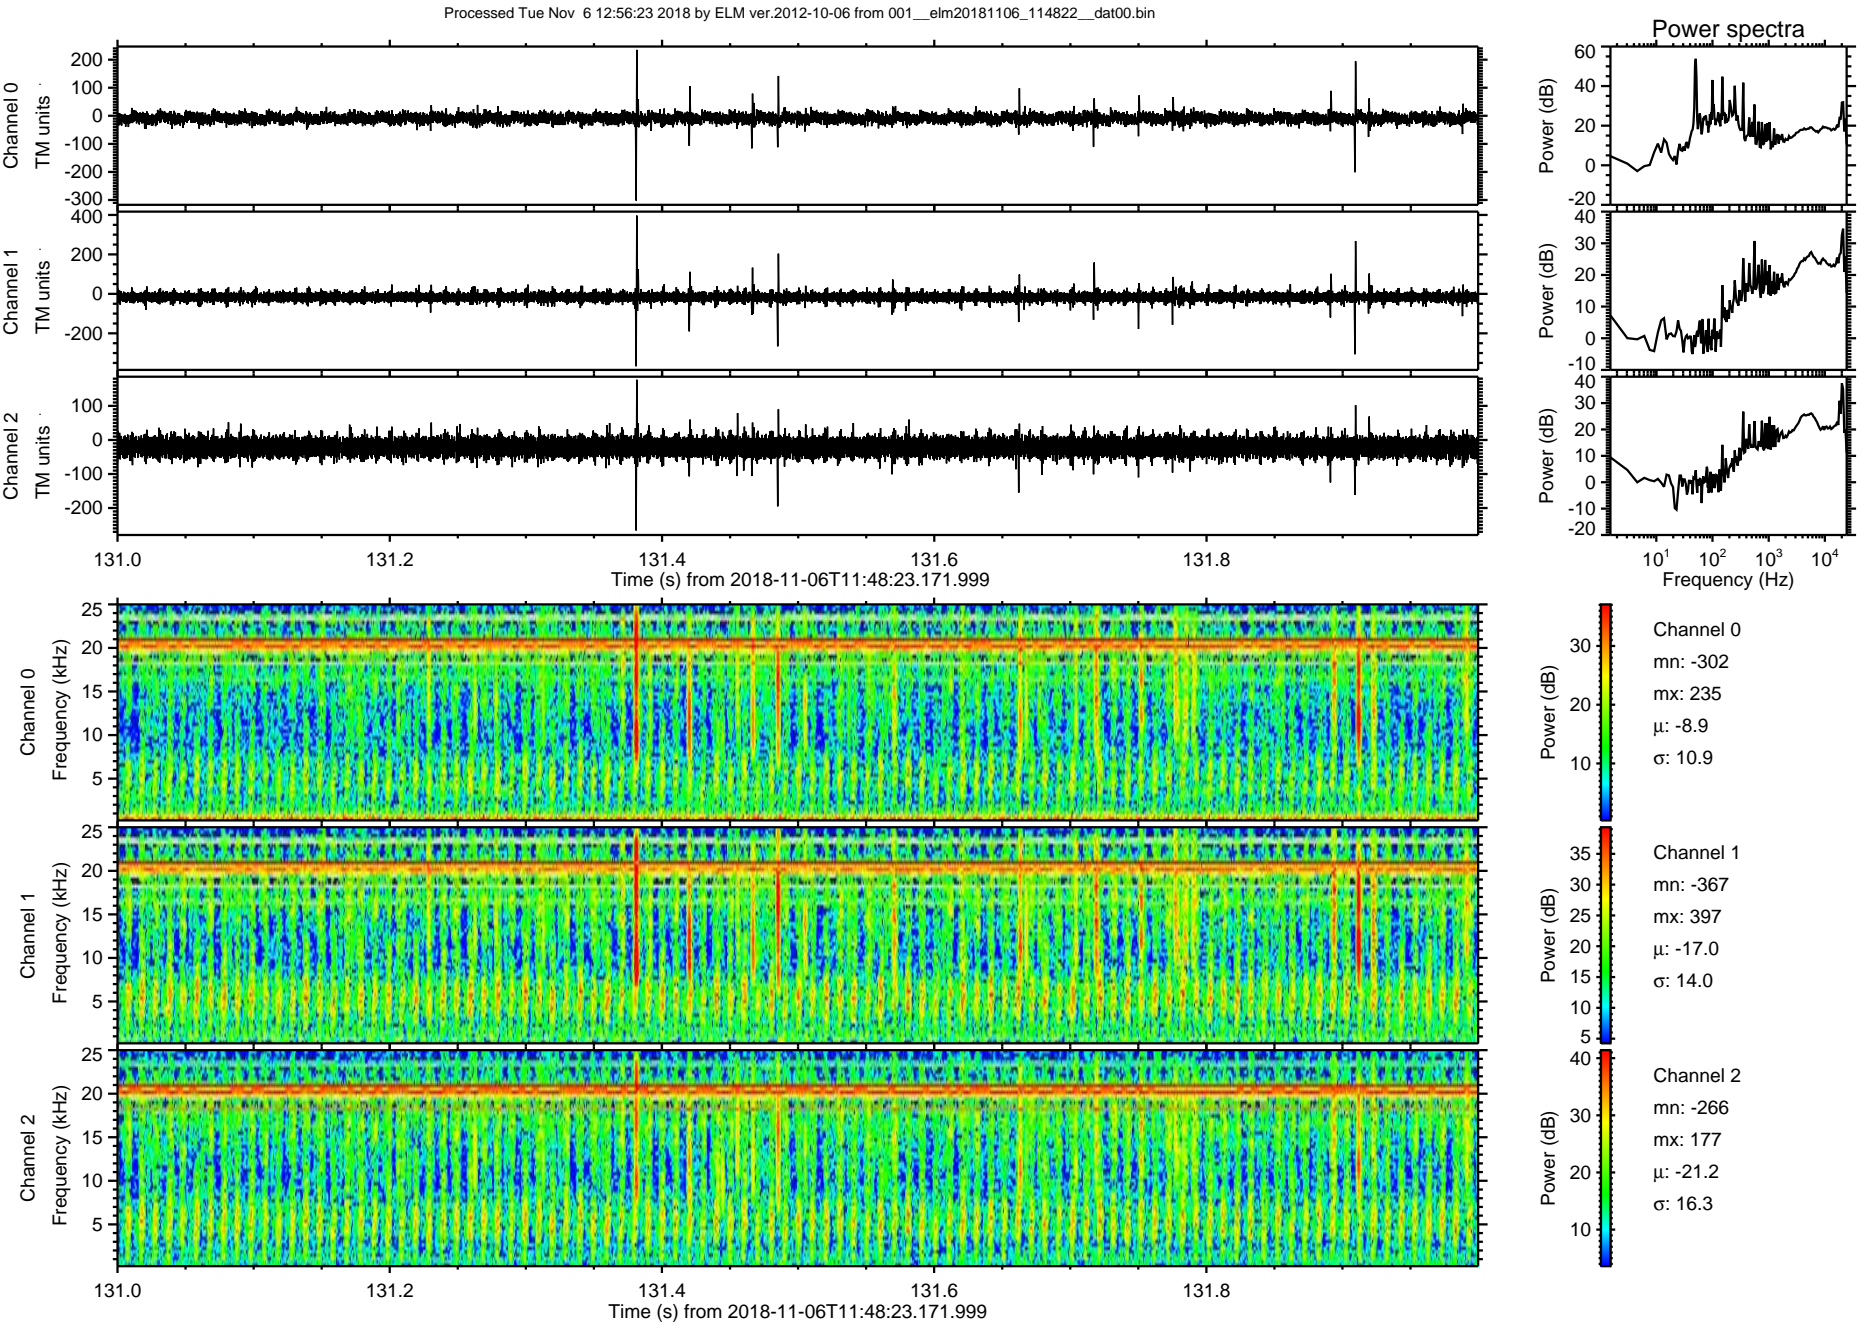 Processed Tue Nov  6 12:56:23 2018 by ELM ver.2012-10-06 from 001__elm20181106_114822__dat00.bin
Power spectra
Channel 0
TM units
200
100
0
-100
-200
-300
Power (dB)
60
40
20
0
-20
Channel 1
TM units
400
200
0
-200
Power (dB)
40
30
20
10
0
-10
Channel 2
TM units
100
0
-100
-200
Power (dB)
40
30
20
10
0
-10
-20
131.0 131.2 131.4 131.6 131.8
Time (s) from 2018-11-06T11:48:23.171.999
10^1 10^2 10^3 10^4
Frequency (Hz)
Channel 0
Frequency (kHz)
25
20
15
10
5
Power (dB)
30
20
10
Channel 0
mn: -302
mx: 235
μ: -8.9
σ: 10.9
Channel 1
Frequency (kHz)
25
20
15
10
5
Power (dB)
35
30
25
20
15
10
5
Channel 1
mn: -367
mx: 397
μ: -17.0
σ: 14.0
Channel 2
Frequency (kHz)
25
20
15
10
5
Power (dB)
40
30
20
10
Channel 2
mn: -266
mx: 177
μ: -21.2
σ: 16.3
131.0 131.2 131.4 131.6 131.8
Time (s) from 2018-11-06T11:48:23.171.999